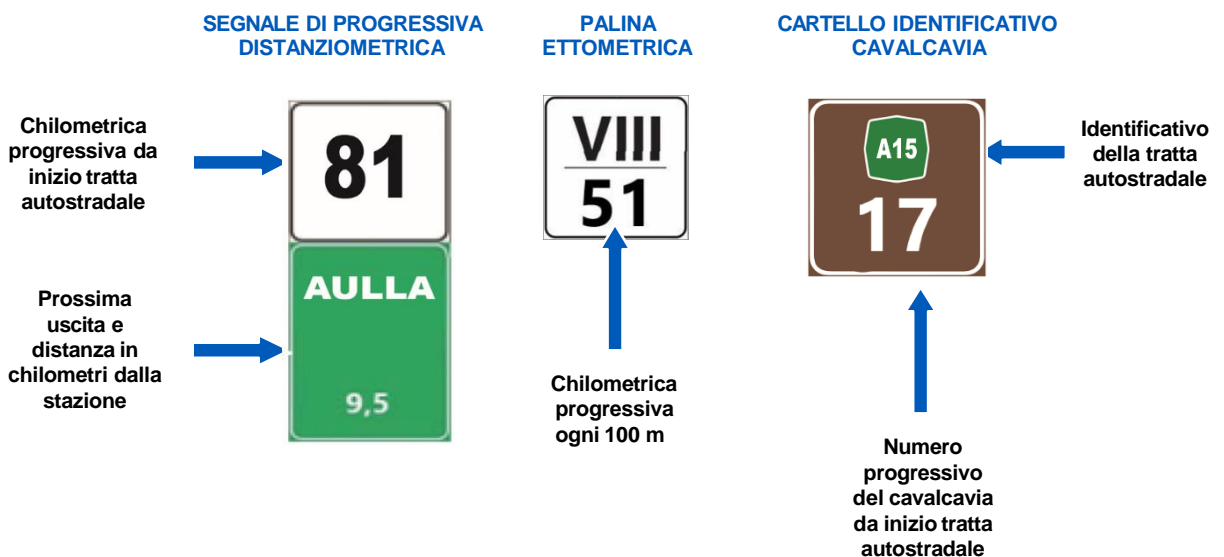 SEGNALE DI PROGRESSIVA
DISTANZIOMETRICA
PALINA
ETTOMETRICA
CARTELLO IDENTIFICATIVO
CAVALCAVIA
Chilometrica
progressiva da
inizio tratta
autostradale
81
VIII
51
A15
17
Identificativo
della tratta
autostradale
Prossima
uscita e
distanza in
chilometri dalla
stazione
AULLA
9,5
Chilometrica
progressiva
ogni 100 m
Numero
progressivo
del cavalcavia
da inizio tratta
autostradale